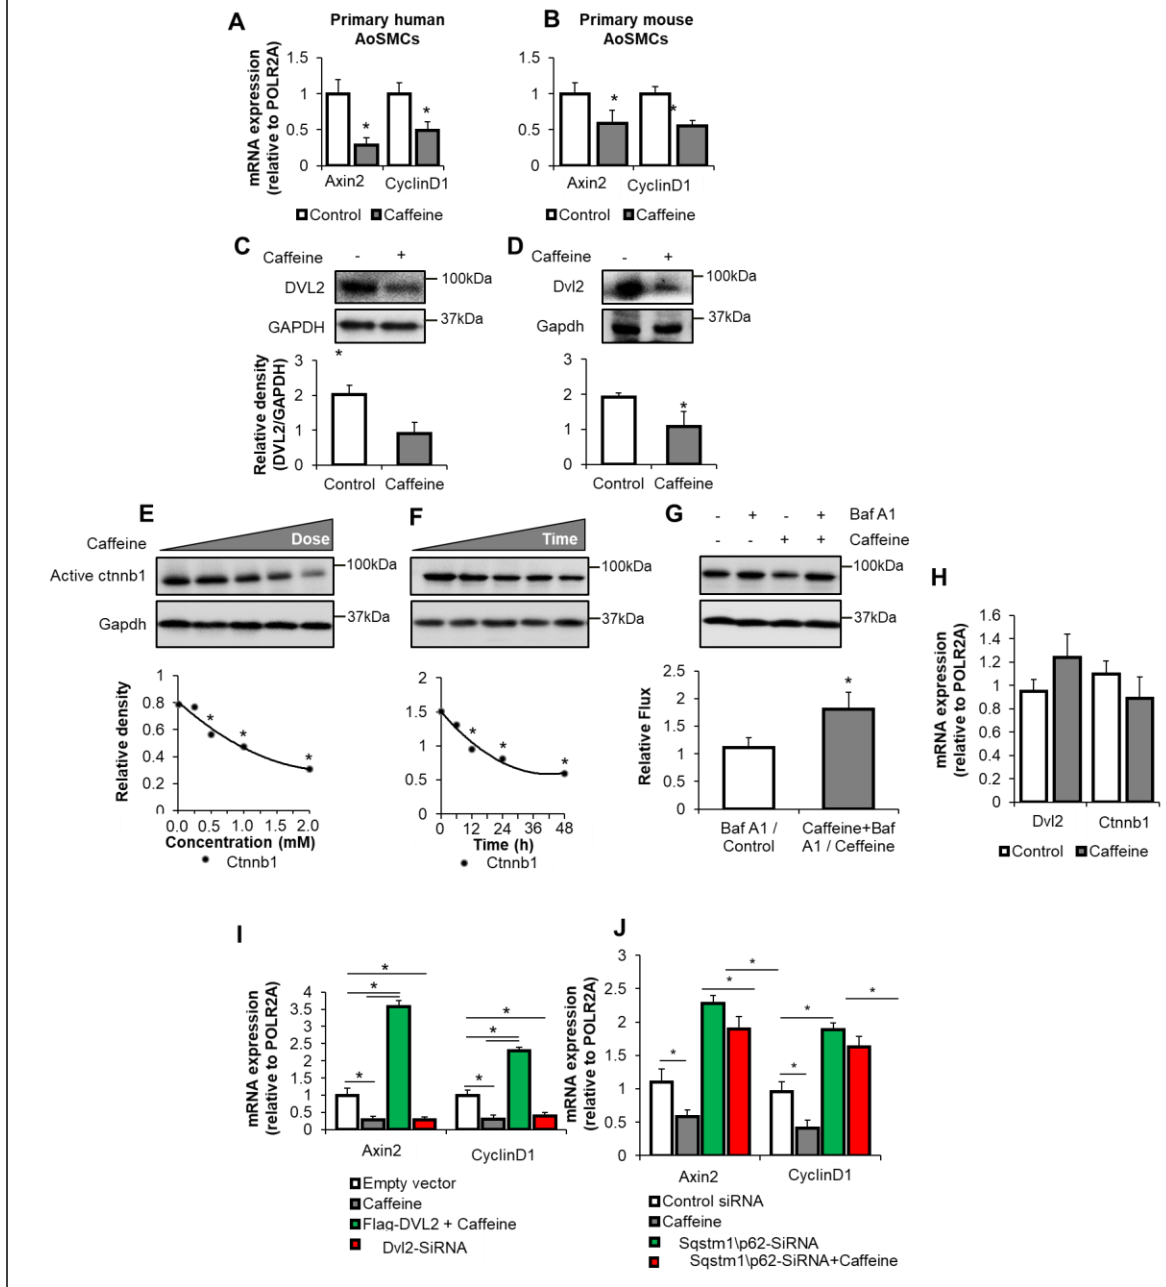 A
Primary human
AoSMCs
mRNA expression
(relative to POLR2A)
1.5
1
0.5
0
*
*
Axin2
CyclinD1
Control
Caffeine
B
Primary mouse
AoSMCs
1.5
1
0.5
0
*
*
Axin2
CyclinD1
Control
Caffeine
C
Caffeine
-
+
DVL2
100kDa
GAPDH
37kDa
*
Relative density
(DVL2/GAPDH)
3
2
1
0
Control
Caffeine
D
Caffeine
-
+
Dvl2
100kDa
Gapdh
37kDa
3
2
1
0
*
Control
Caffeine
E
Caffeine
Dose
Active ctnnb1
100kDa
Gapdh
37kDa
Relative density
1
0.8
0.6
0.4
0.2
0
*
*
*
0.0
0.5
1.0
1.5
2.0
Concentration (mM)
Ctnnb1
F
Time
100kDa
37kDa
2
1.5
1
0.5
0
*
*
*
0
12
24
36
48
Time (h)
Ctnnb1
G
-
+
-
+
Baf A1
-
-
+
+
Caffeine
100kDa
37kDa
Relative Flux
2.5
2
1.5
1
0.5
0
*
Baf A1 /
Control
Caffeine+Baf
A1 / Ceffeine
H
mRNA expression
(relative to POLR2A)
1.6
1.4
1.2
1
0.8
0.6
0.4
0.2
0
Dvl2
Ctnnb1
Control
Caffeine
I
mRNA expression
(relative to POLR2A)
4
3.5
3
2.5
2
1.5
1
0.5
0
*
*
*
*
*
*
Axin2
CyclinD1
Empty vector
Caffeine
Flag-DVL2 + Caffeine
Dvl2-SiRNA
J
mRNA expression
(relative to POLR2A)
3
2.5
2
1.5
1
0.5
0
*
*
*
*
*
*
Axin2
CyclinD1
Control siRNA
Caffeine
Sqstm1\p62-SiRNA
Sqstm1\p62-SiRNA+Caffeine